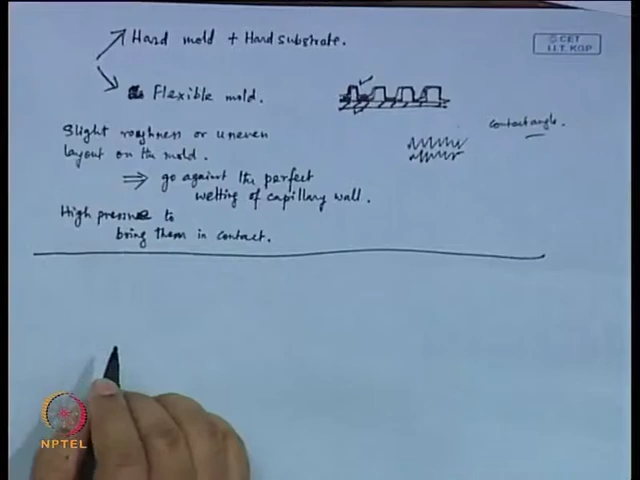 Hard mold + Hard substrate.
© CET
I.I.T. KGP
Flexible mold.
Contact angle.
Slight roughness or uneven
layout on the mold.
⇒ go against the perfect
wetting of capillary wall.
High pressure to
bring them in contact.
NPTEL